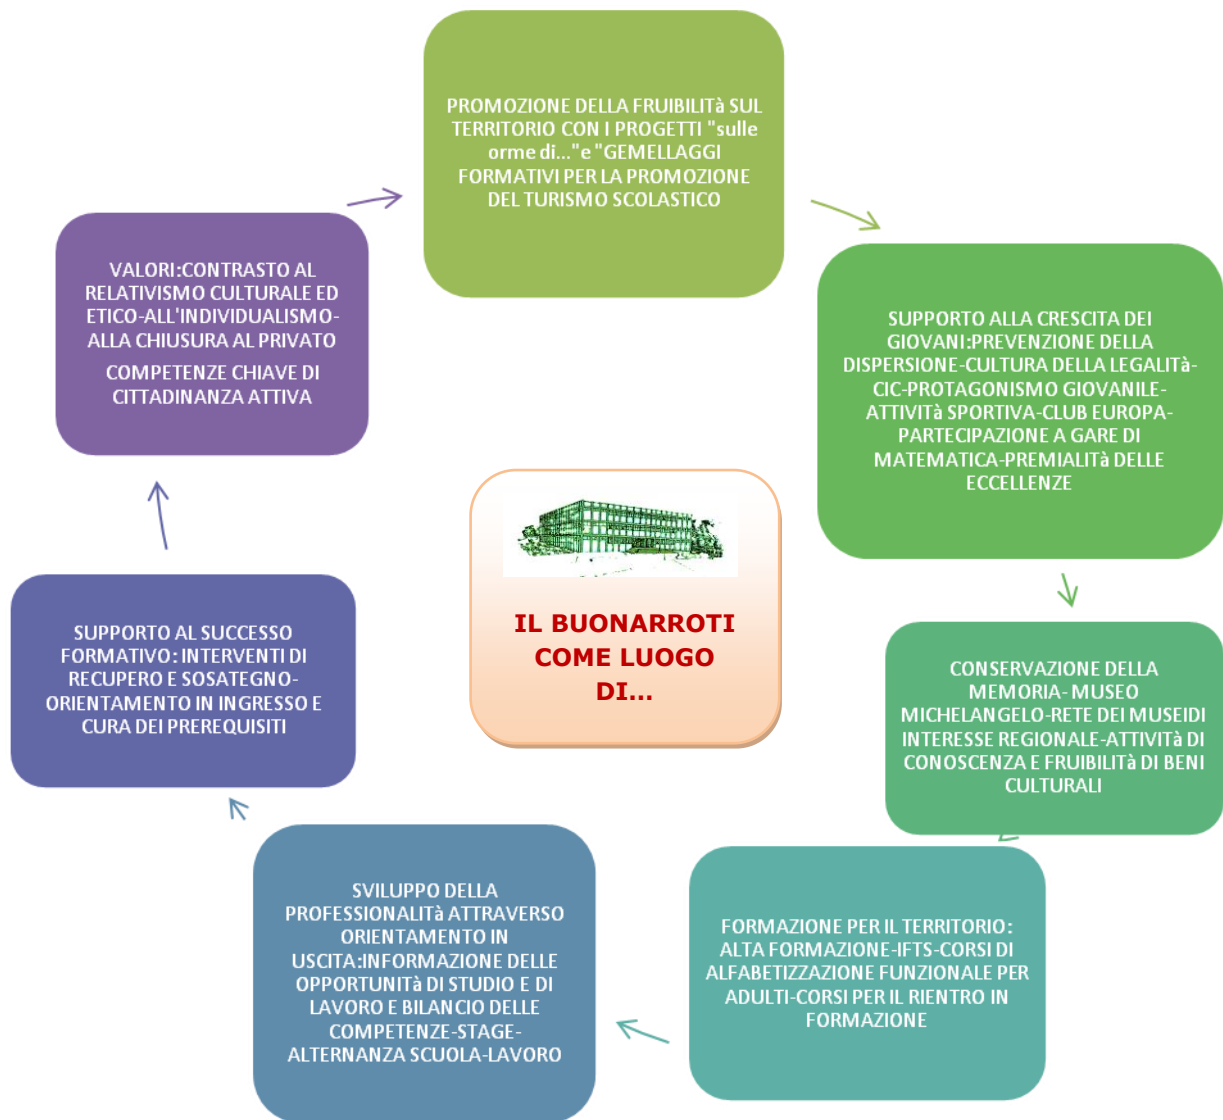 PROMOZIONE DELLA FRUIBILITà SUL
TERRITORIO CON I PROGETTI "sulle
orme di..."e "GEMELLAGGI
FORMATIVI PER LA PROMOZIONE
DEL TURISMO SCOLASTICO
SUPPORTO ALLA CRESCITA DEI
GIOVANI:PREVENZIONE DELLA
DISPERSIONE-CULTURA DELLA LEGALITà-
CIC-PROTAGONISMO GIOVANILE-
ATTIVITà SPORTIVA-CLUB EUROPA-
PARTECIPAZIONE A GARE DI
MATEMATICA-PREMIALITà DELLE
ECCELLENZE
CONSERVAZIONE DELLA
MEMORIA- MUSEO
MICHELANGELO-RETE DEI MUSEIDI
INTERESSE REGIONALE-ATTIVITà DI
CONOSCENZA E FRUIBILITà DI BENI
CULTURALI
FORMAZIONE PER IL TERRITORIO:
ALTA FORMAZIONE-IFTS-CORSI DI
ALFABETIZZAZIONE FUNZIONALE PER
ADULTI-CORSI PER IL RIENTRO IN
FORMAZIONE
SVILUPPO DELLA
PROFESSIONALITà ATTRAVERSO
ORIENTAMENTO IN
USCITA:INFORMAZIONE DELLE
OPPORTUNITà DI STUDIO E DI
LAVORO E BILANCIO DELLE
COMPETENZE-STAGE-
ALTERNANZA SCUOLA-LAVORO
SUPPORTO AL SUCCESSO
FORMATIVO: INTERVENTI DI
RECUPERO E SOSATEGNO-
ORIENTAMENTO IN INGRESSO E
CURA DEI PREREQUISITI
VALORI:CONTRASTO AL
RELATIVISMO CULTURALE ED
ETICO-ALL'INDIVIDUALISMO-
ALLA CHIUSURA AL PRIVATO
COMPETENZE CHIAVE DI
CITTADINANZA ATTIVA
IL BUONARROTI
COME LUOGO
DI...